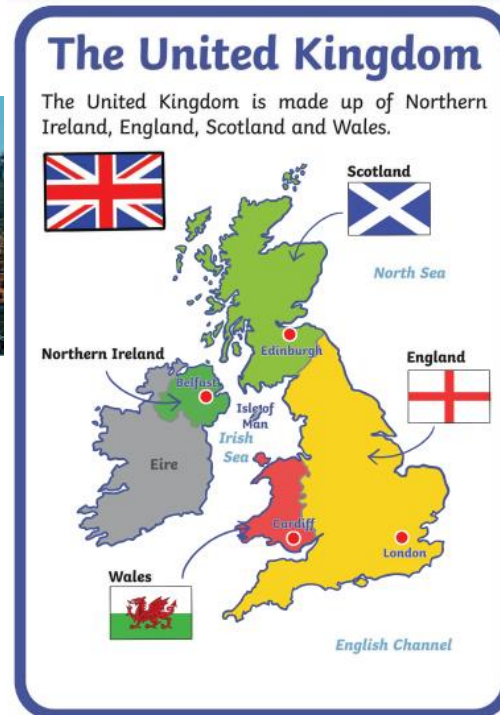 The United Kingdom
The United Kingdom is made up of Northern
Ireland, England, Scotland and Wales.
Scotland
North Sea
Edinburgh
Northern Ireland
England
Belfast
Isle of
Man
Irish
Sea
Eire
Cardiff
London
Wales
English Channel